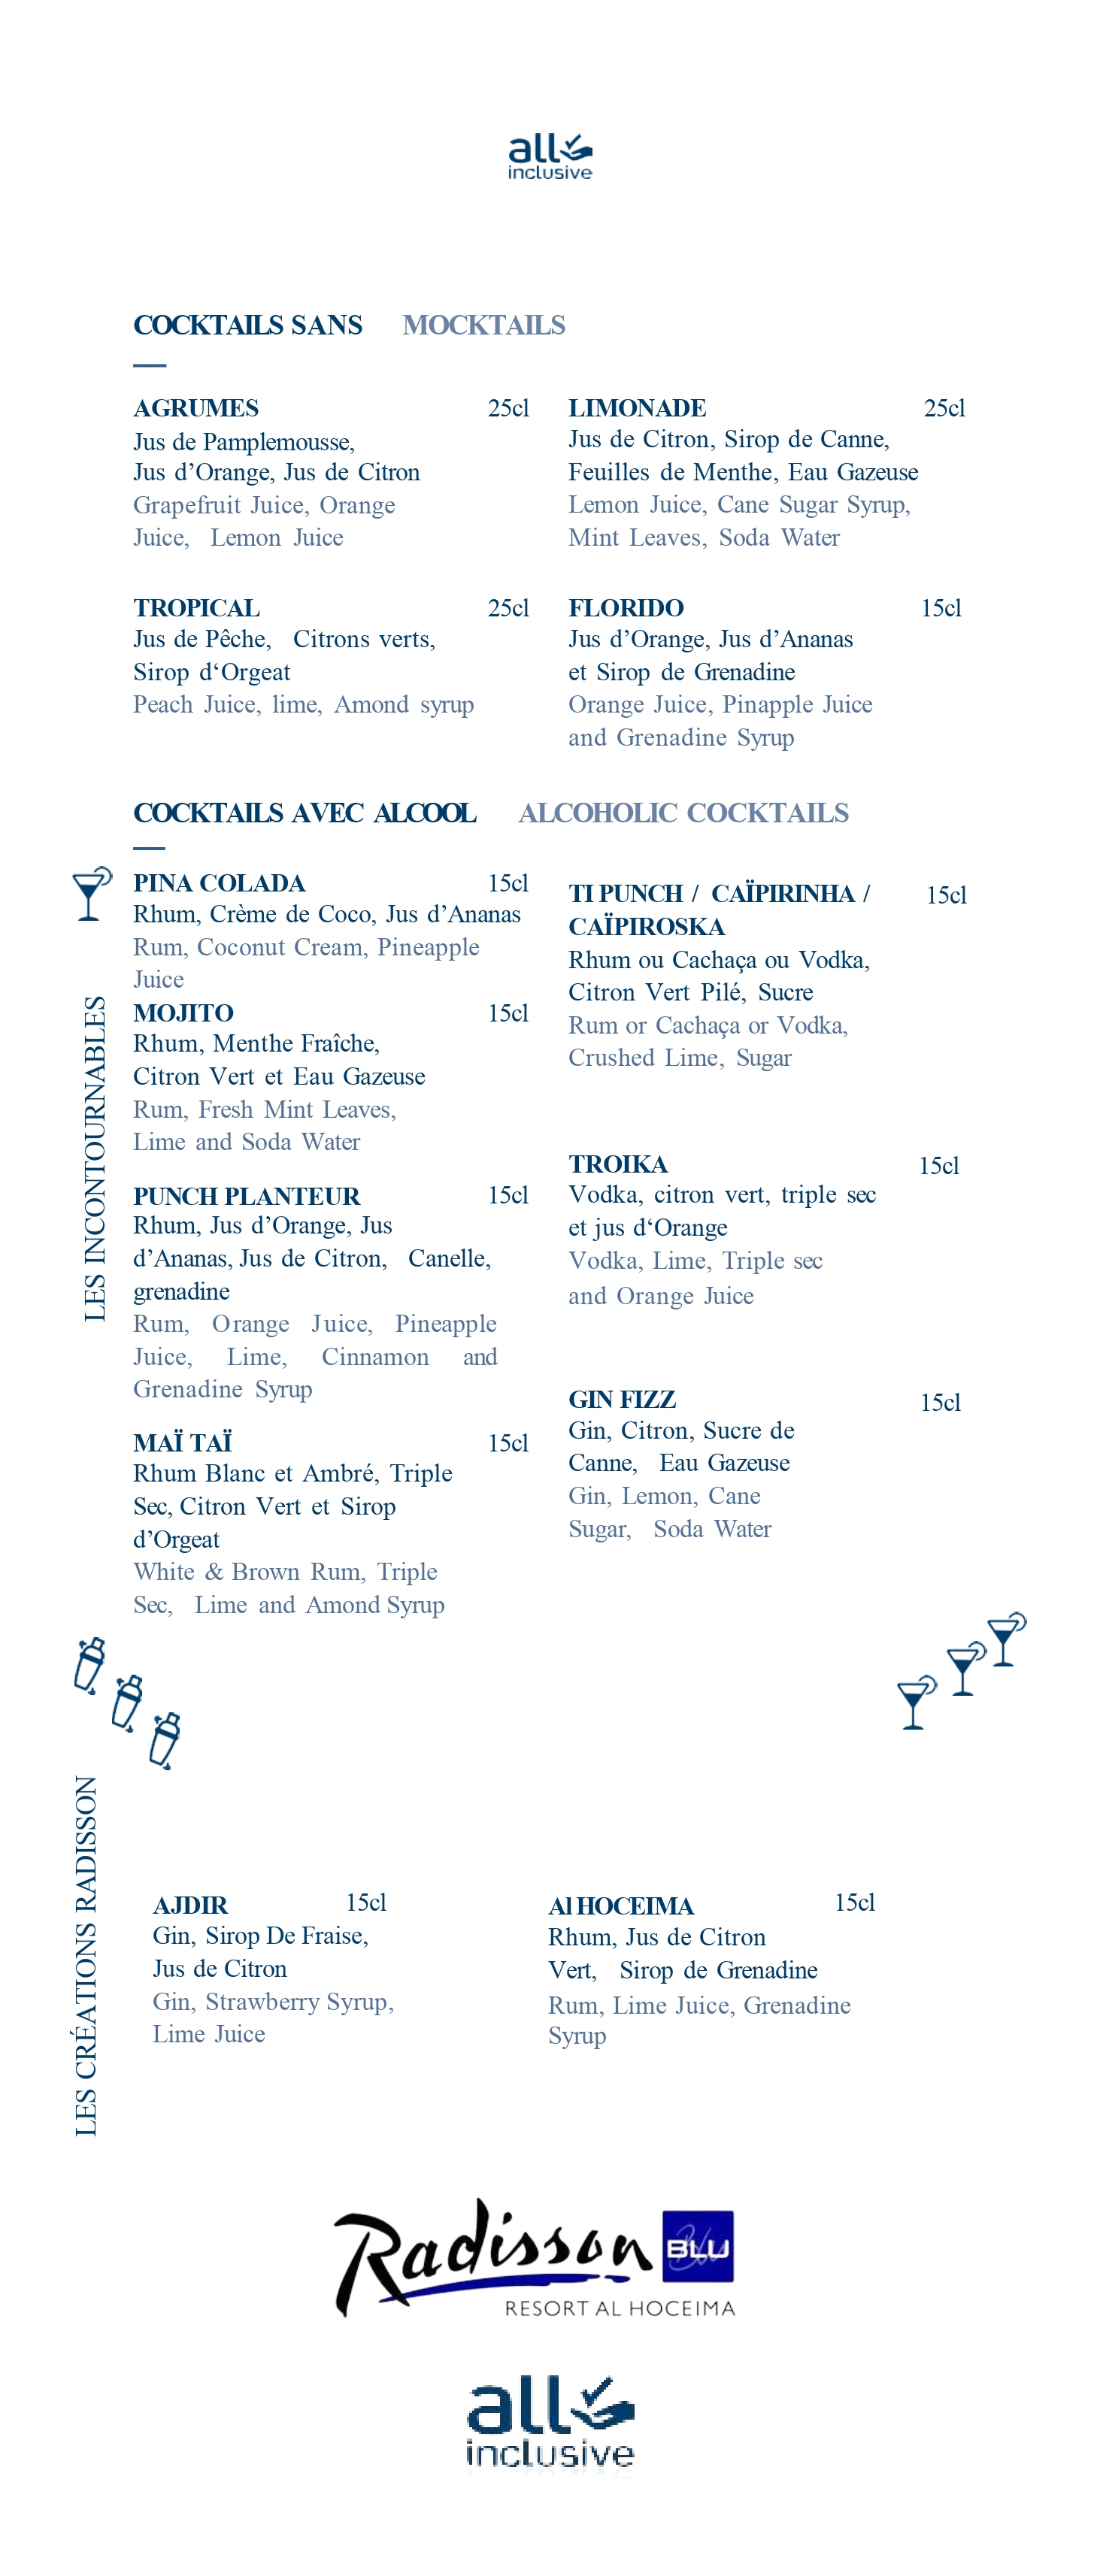 all
inclusive
COCKTAILS SANS MOCKTAILS
AGRUMES 25cl
Jus de Pamplemousse,
Jus d’Orange, Jus de Citron
Grapefruit Juice, Orange
Juice, Lemon Juice
LIMONADE 25cl
Jus de Citron, Sirop de Canne,
Feuilles de Menthe, Eau Gazeuse
Lemon Juice, Cane Sugar Syrup,
Mint Leaves, Soda Water
TROPICAL 25cl
Jus de Pêche, Citrons verts,
Sirop d‘Orgeat
Peach Juice, lime, Amond syrup
FLORIDO 15cl
Jus d’Orange, Jus d’Ananas
et Sirop de Grenadine
Orange Juice, Pinapple Juice
and Grenadine Syrup
COCKTAILS AVEC ALCOOL ALCOHOLIC COCKTAILS
LES INCONTOURNABLES
PINA COLADA 15cl
Rhum, Crème de Coco, Jus d’Ananas
Rum, Coconut Cream, Pineapple
Juice
MOJITO 15cl
Rhum, Menthe Fraîche,
Citron Vert et Eau Gazeuse
Rum, Fresh Mint Leaves,
Lime and Soda Water
PUNCH PLANTEUR 15cl
Rhum, Jus d’Orange, Jus
d’Ananas, Jus de Citron, Canelle,
grenadine
Rum, Orange Juice, Pineapple
Juice, Lime, Cinnamon and
Grenadine Syrup
MAÏ TAÏ 15cl
Rhum Blanc et Ambré, Triple
Sec, Citron Vert et Sirop
d’Orgeat
White & Brown Rum, Triple
Sec, Lime and Amond Syrup
TI PUNCH / CAÏPIRINHA / 15cl
CAÏPIROSKA
Rhum ou Cachaça ou Vodka,
Citron Vert Pilé, Sucre
Rum or Cachaça or Vodka,
Crushed Lime, Sugar
TROIKA 15cl
Vodka, citron vert, triple sec
et jus d‘Orange
Vodka, Lime, Triple sec
and Orange Juice
GIN FIZZ 15cl
Gin, Citron, Sucre de
Canne, Eau Gazeuse
Gin, Lemon, Cane
Sugar, Soda Water
LES CRÉATIONS RADISSON
AJDIR 15cl
Gin, Sirop De Fraise,
Jus de Citron
Gin, Strawberry Syrup,
Lime Juice
Al HOCEIMA 15cl
Rhum, Jus de Citron
Vert, Sirop de Grenadine
Rum, Lime Juice, Grenadine
Syrup
Radisson BLU
RESORT AL HOCEIMA
all
inclusive